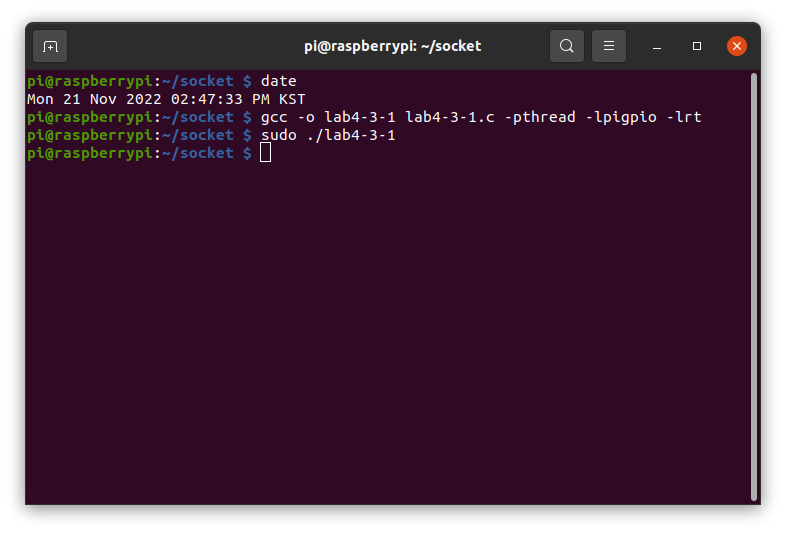 pi@raspberrypi: ~/socket
pi@raspberrypi:~/socket $ date
Mon 21 Nov 2022 02:47:33 PM KST
pi@raspberrypi:~/socket $ gcc -o lab4-3-1 lab4-3-1.c -pthread -lpigpio -lrt
pi@raspberrypi:~/socket $ sudo ./lab4-3-1
pi@raspberrypi:~/socket $